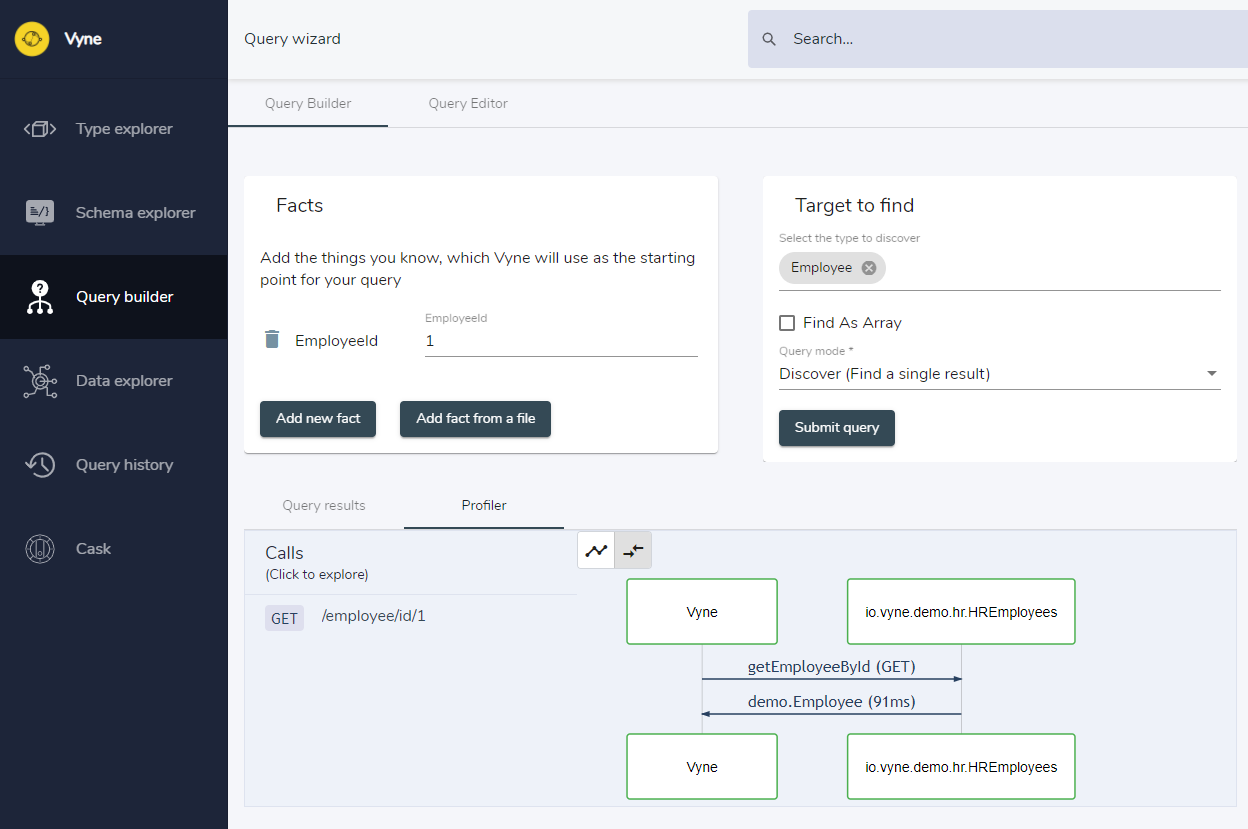 Vyne
Type explorer
Schema explorer
Query builder
Data explorer
Query history
Cask
Query wizard
Search...
Query Builder
Query Editor
Facts
Add the things you know, which Vyne will use as the starting
point for your query
EmployeeId
EmployeeId
1
Add new fact
Add fact from a file
Target to find
Select the type to discover
Employee
Find As Array
Query mode *
Discover (Find a single result)
Submit query
Query results
Profiler
Calls
(Click to explore)
GET
/employee/id/1
Vyne
io.vyne.demo.hr.HREmployees
getEmployeeById (GET)
demo.Employee (91ms)
Vyne
io.vyne.demo.hr.HREmployees